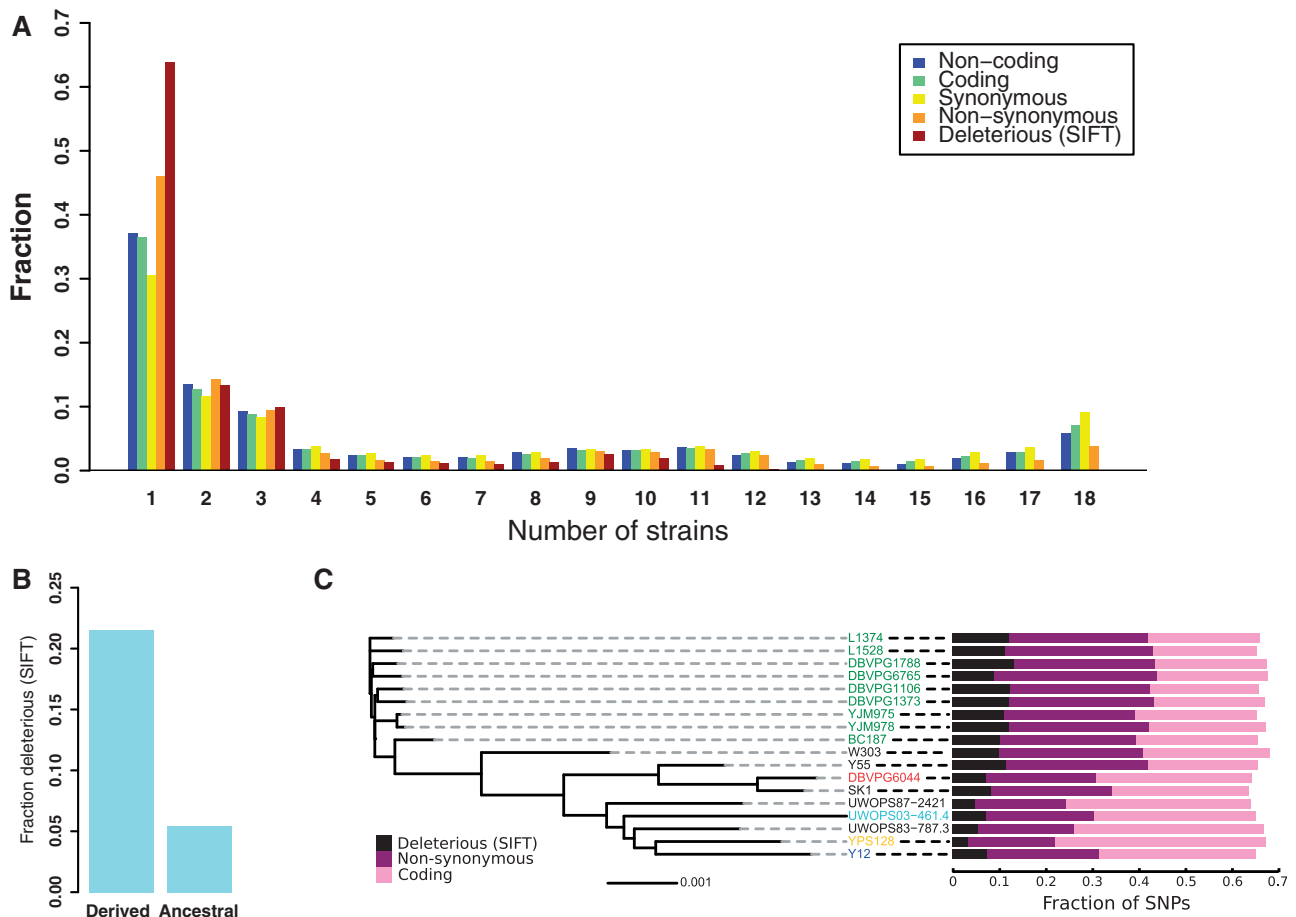 A
0.7
0.6
0.5
0.4
0.3
0.2
0.1
0.0
Fraction
Non−coding
Coding
Synonymous
Non−synonymous
Deleterious (SIFT)
1 2 3 4 5 6 7 8 9 10 11 12 13 14 15 16 17 18
Number of strains
B
0.25
0.20
0.15
0.10
0.05
0.00
Fraction deleterious (SIFT)
Derived Ancestral
C
L1374
L1528
DBVPG1788
DBVPG6765
DBVPG1106
DBVPG1373
YJM975
YJM978
BC187
W303
Y55
DBVPG6044
SK1
UWOPS87−2421
UWOPS03−461.4
UWOPS83−787.3
YPS128
Y12
Deleterious (SIFT)
Non-synonymous
Coding
0.001
0 0.1 0.2 0.3 0.4 0.5 0.6 0.7
Fraction of SNPs